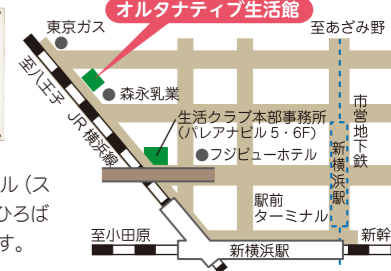 オルタナティブ生活館
東京ガス
至あざみ野
至八王子
森永乳業
JR横浜線
生活クラブ本部事務所
(パレアナビル5・6F)
フジビューホテル
市営地下鉄
新横浜駅
駅前
ターミナル
至小田原
新横浜駅
新幹
ル(ス
ひろば
す。